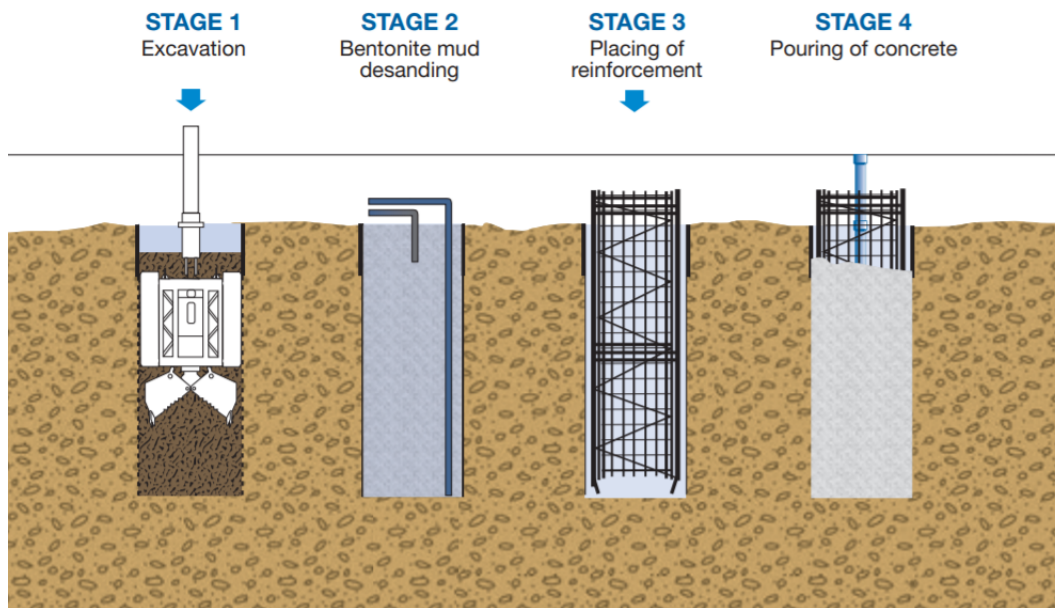 STAGE 1
Excavation
STAGE 2
Bentonite mud
desanding
STAGE 3
Placing of
reinforcement
STAGE 4
Pouring of concrete